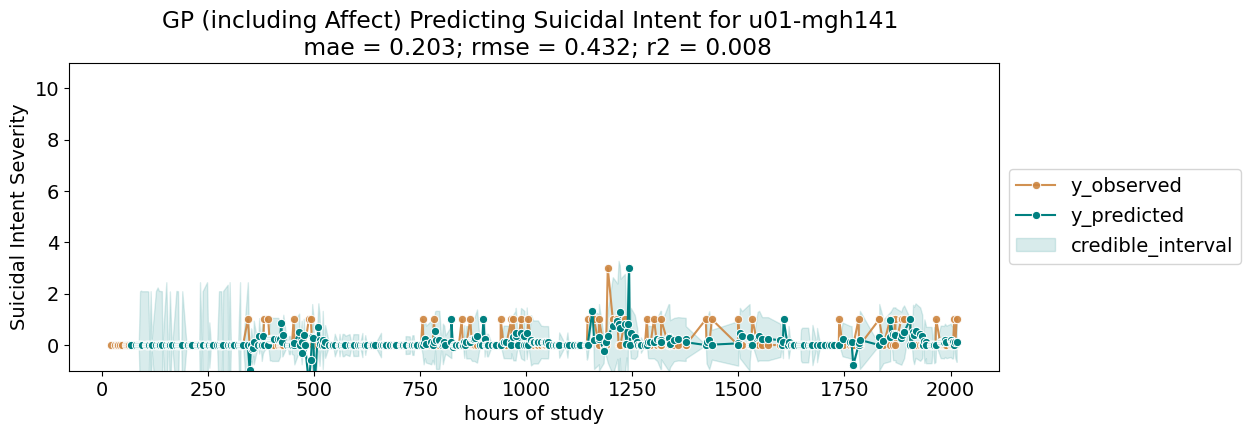 GP (including Affect) Predicting Suicidal Intent for u01-mgh141
mae = 0.203; rmse = 0.432; r2 = 0.008
Suicidal Intent Severity
10
8
6
4
2
0
0 250 500 750 1000 1250 1500 1750 2000
hours of study
y_observed
y_predicted
credible_interval